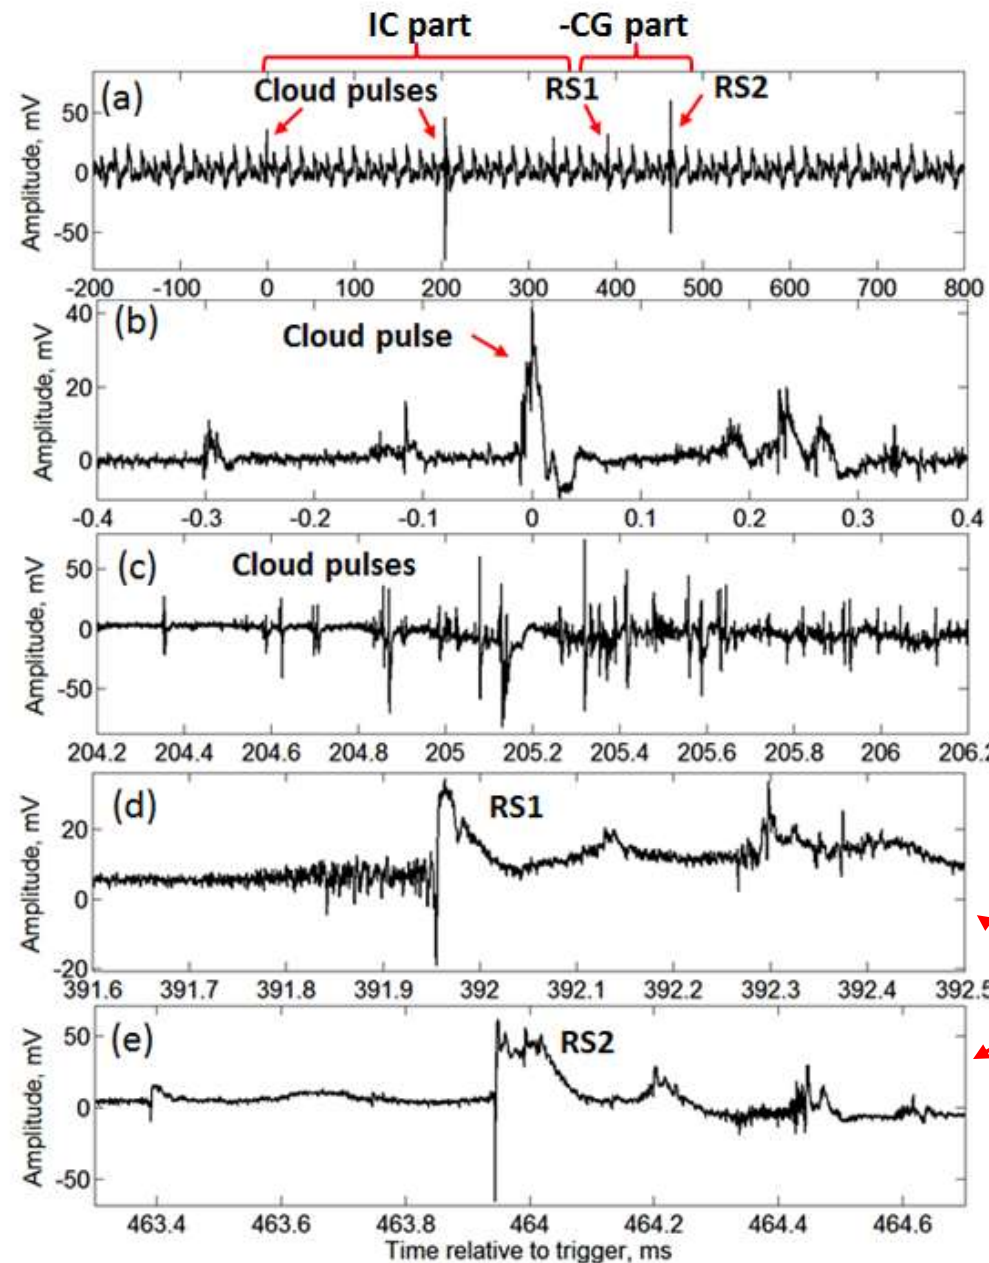 IC part -CG part
(a) Cloud pulses RS1 RS2
Amplitude, mV
50
0
-50
-200 -100 0 100 200 300 400 500 600 700 800
(b) Cloud pulse
Amplitude, mV
40
20
0
-0.4 -0.3 -0.2 -0.1 0 0.1 0.2 0.3 0.4
(c) Cloud pulses
Amplitude, mV
50
0
-50
204.2 204.4 204.6 204.8 205 205.2 205.4 205.6 205.8 206 206.2
(d) RS1
Amplitude, mV
20
0
-20
391.6 391.7 391.8 391.9 392 392.1 392.2 392.3 392.4 392.5
(e) RS2
Amplitude, mV
50
0
-50
463.4 463.6 463.8 464 464.2 464.4 464.6
Time relative to trigger, ms